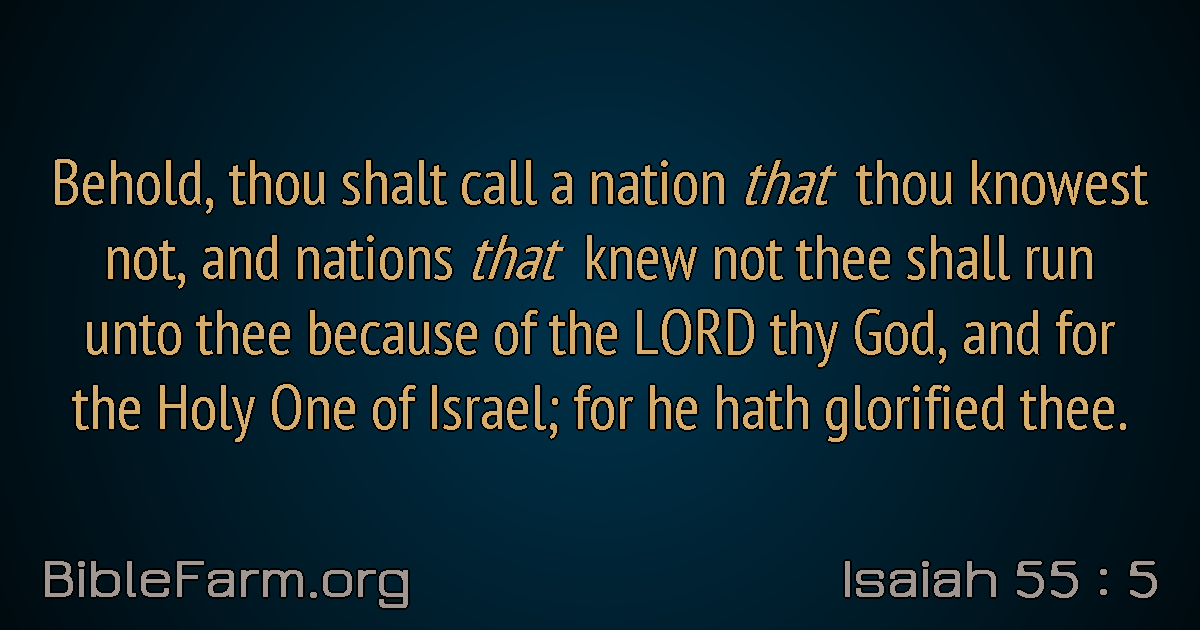 Behold, thou shalt call a nation that thou knowest
not, and nations that knew not thee shall run
unto thee because of the LORD thy God, and for
the Holy One of Israel; for he hath glorified thee.
BibleFarm.org
Isaiah 55 : 5